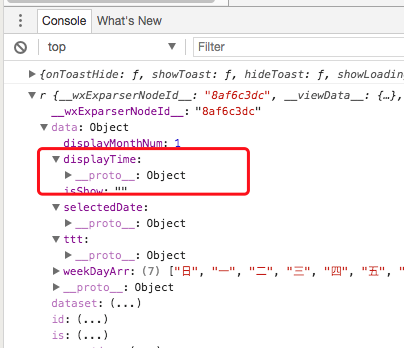 Console What's New
top Filter
{onToastHide: ƒ, showToast: ƒ, hideToast: ƒ, showLoadin
r {__wxExparserNodeId__: "8af6c3dc", __viewData: {…},
__wxExparserNodeId__: "8af6c3dc"
data: Object
displayMonthNum: 1
displayTime:
__proto__: Object
isShow: ""
selectedDate:
__proto__: Object
ttt:
__proto__: Object
weekDayArr: (7) ["日", "一", "二", "三", "四", "五", "
__proto__: Object
dataset: (...)
id: (...)
is: (...)